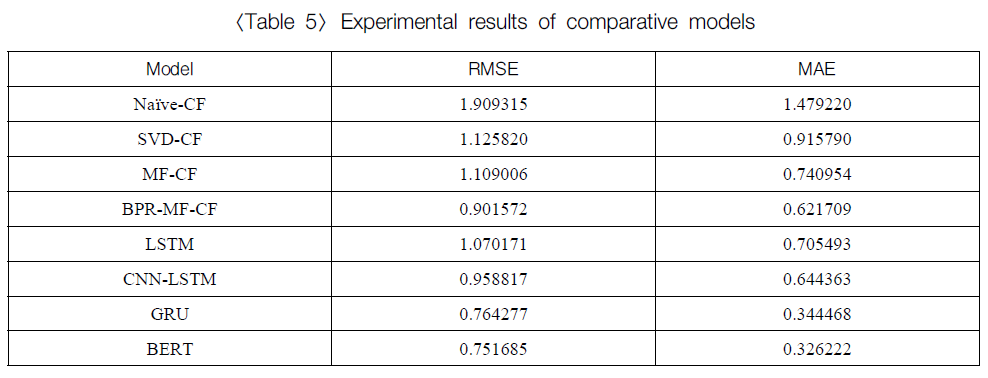 〈Table 5〉 Experimental results of comparative models
Model RMSE MAE
Naïve-CF 1.909315 1.479220
SVD-CF 1.125820 0.915790
MF-CF 1.109006 0.740954
BPR-MF-CF 0.901572 0.621709
LSTM 1.070171 0.705493
CNN-LSTM 0.958817 0.644363
GRU 0.764277 0.344468
BERT 0.751685 0.326222